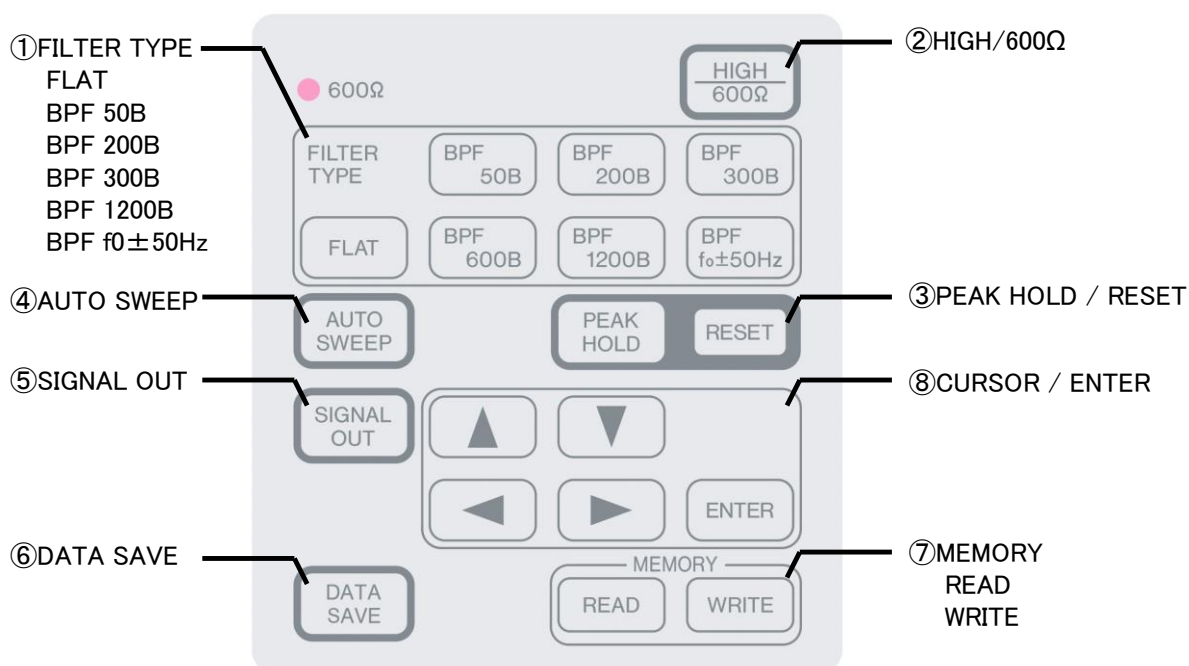 ①FILTER TYPE
FLAT
BPF 50B
BPF 200B
BPF 300B
BPF 1200B
BPF f0±50Hz
②HIGH/600Ω
600Ω
HIGH
600Ω
FILTER
TYPE
BPF
50B
BPF
200B
BPF
300B
FLAT
BPF
600B
BPF
1200B
BPF
f₀±50Hz
④AUTO SWEEP
AUTO
SWEEP
PEAK
HOLD
RESET
③PEAK HOLD / RESET
⑤SIGNAL OUT
SIGNAL
OUT
⑧CURSOR / ENTER
ENTER
⑥DATA SAVE
DATA
SAVE
MEMORY
READ
WRITE
⑦MEMORY
READ
WRITE